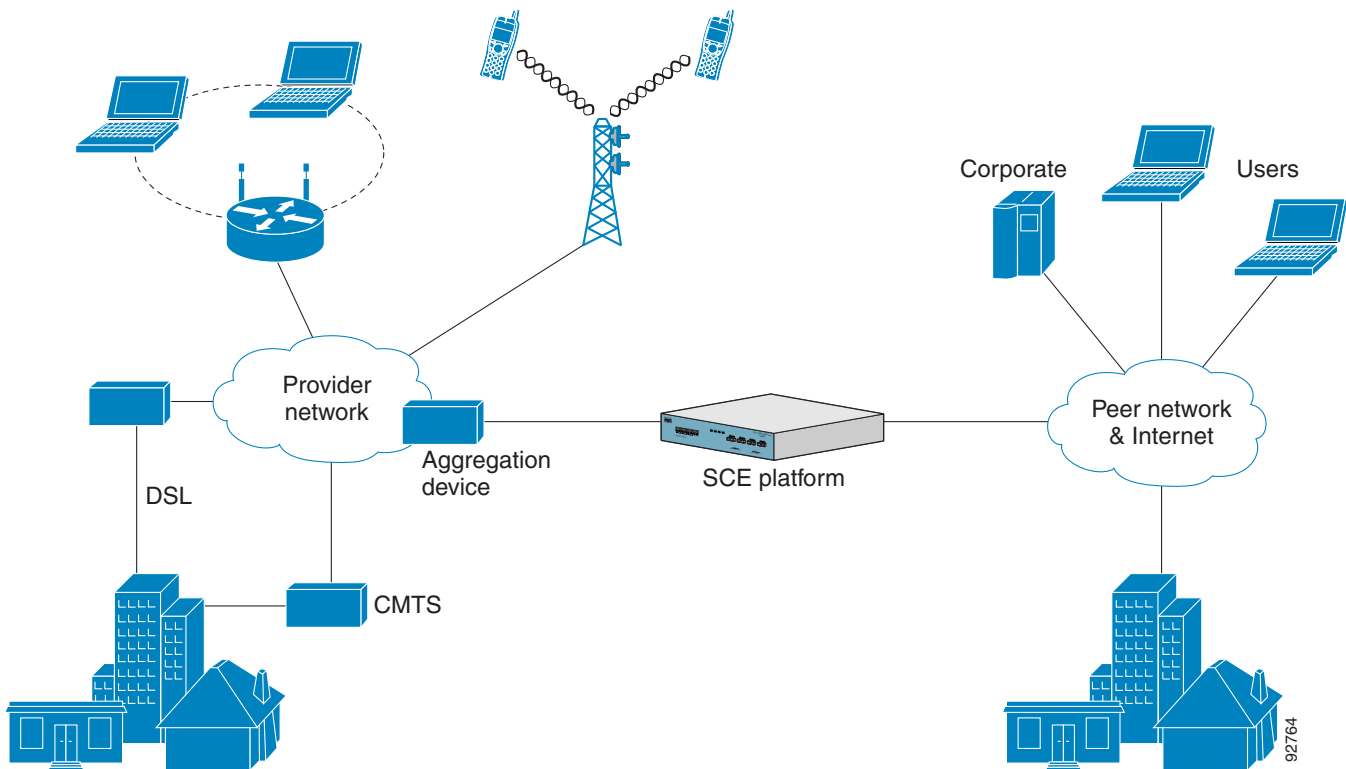 Corporate
Users
Provider
network
Peer network
& Internet
Aggregation
device
SCE platform
DSL
CMTS
92764